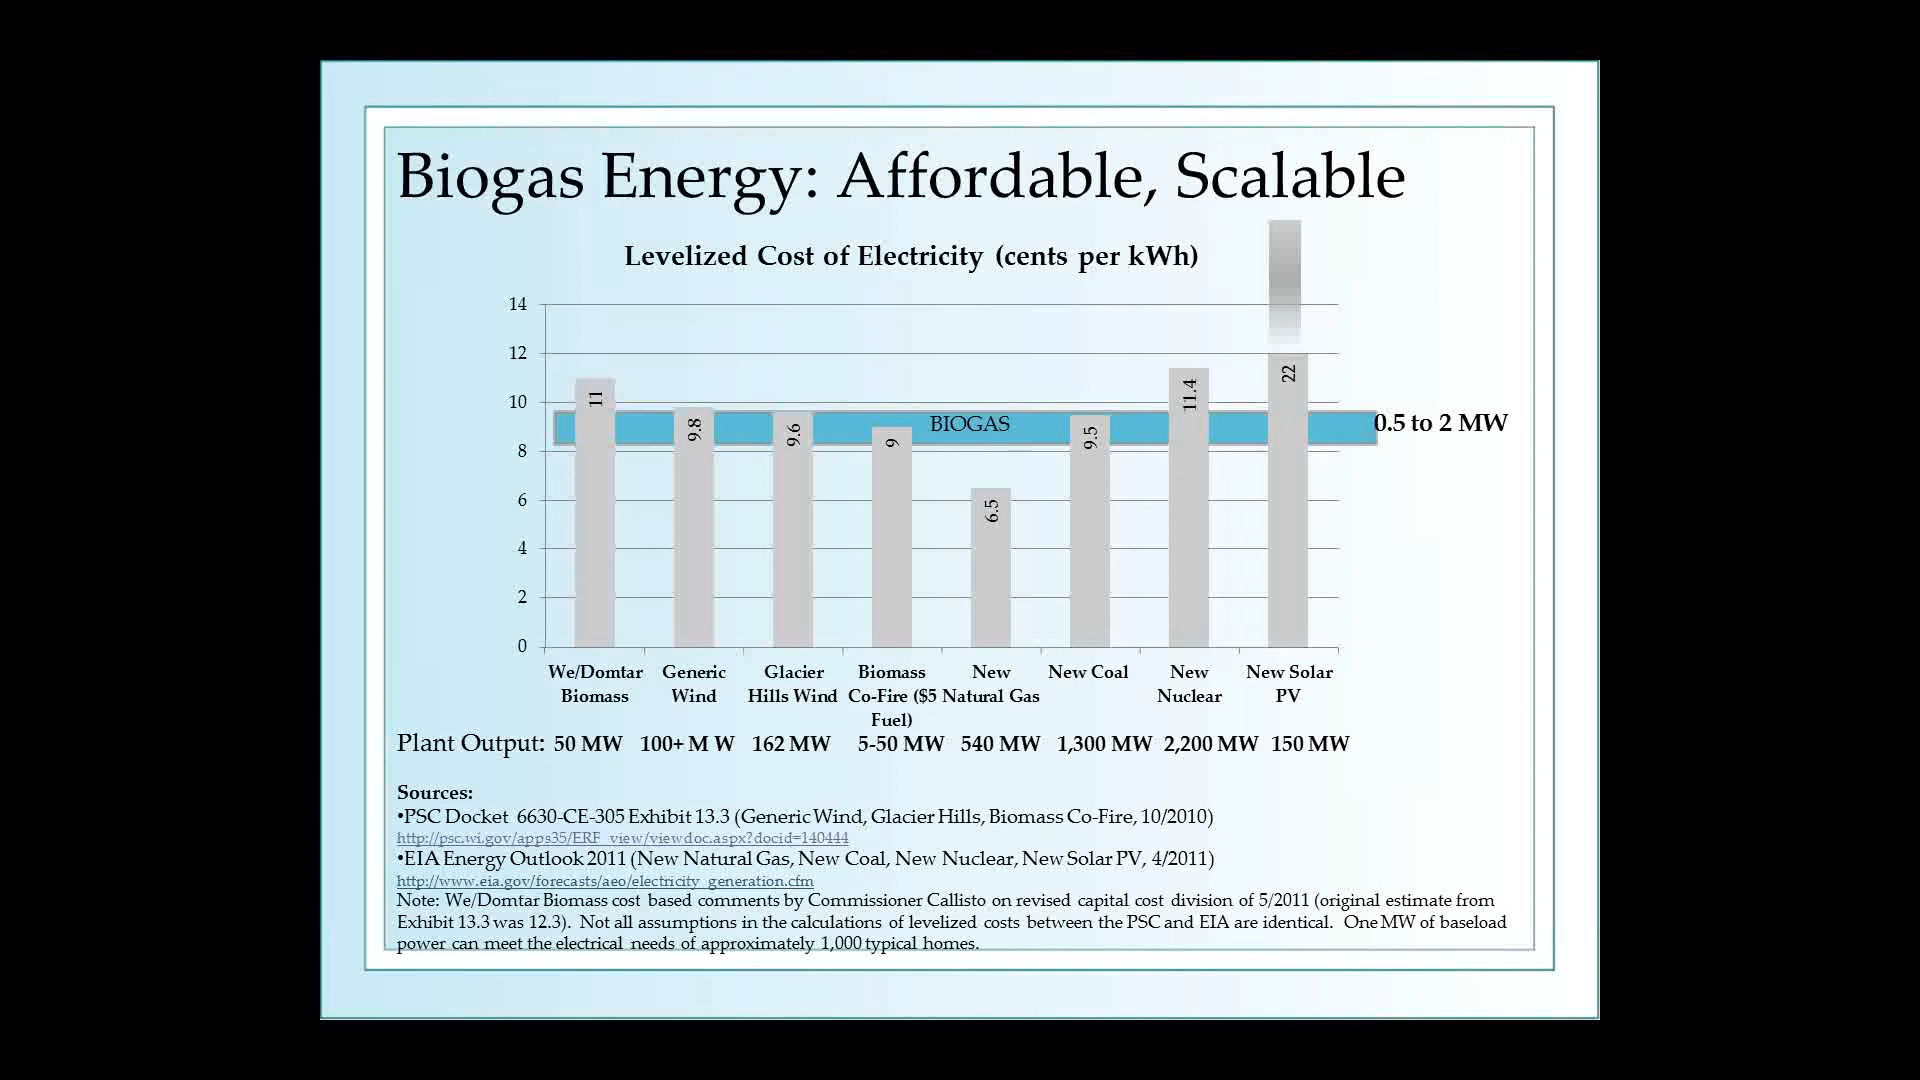 Biogas Energy: Affordable, Scalable
Levelized Cost of Electricity (cents per kWh)
14
12
10
8
6
4
2
0
11
9.8
9.6
9
6.5
9.5
11.4
22
BIOGAS
0.5 to 2 MW
We/Domtar Biomass
Generic Wind
Glacier Hills Wind
Biomass Co-Fire ($5 Fuel)
New Natural Gas
New Coal
New Nuclear
New Solar PV
Plant Output: 50 MW 100+ M W 162 MW 5-50 MW 540 MW 1,300 MW 2,200 MW 150 MW
Sources:
•PSC Docket 6630-CE-305 Exhibit 13.3 (Generic Wind, Glacier Hills, Biomass Co-Fire, 10/2010)
http://psc.wi.gov/apps35/ERF_view/viewdoc.aspx?docid=140444
•EIA Energy Outlook 2011 (New Natural Gas, New Coal, New Nuclear, New Solar PV, 4/2011)
http://www.eia.gov/forecasts/aeo/electricity_generation.cfm
Note: We/Domtar Biomass cost based comments by Commissioner Callisto on revised capital cost division of 5/2011 (original estimate from
Exhibit 13.3 was 12.3). Not all assumptions in the calculations of levelized costs between the PSC and EIA are identical. One MW of baseload
power can meet the electrical needs of approximately 1,000 typical homes.